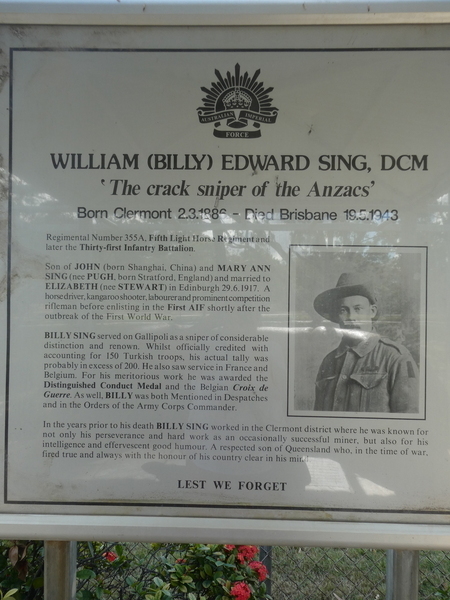 AUSTRALIAN IMPERIAL
FORCE
WILLIAM (BILLY) EDWARD SING, DCM
'The crack sniper of the Anzacs'
Born Clermont 2.3.1886 - Died Brisbane 19.5.1943
Regimental Number 355A, Fifth Light Horse Regiment and
later the Thirty-first Infantry Battalion.
Son of JOHN (born Shanghai, China) and MARY ANN
SING (nee PUGH, born Stratford, England) and married to
ELIZABETH (nee STEWART) in Edinburgh 29.6.1917. A
horse driver, kangaroo shooter, labourer and prominent competition
rifleman before enlisting in the First AIF shortly after the
outbreak of the First World War.
BILLY SING served on Gallipoli as a sniper of considerable
distinction and renown. Whilst officially credited with
accounting for 150 Turkish troops, his actual tally was
probably in excess of 200. He also saw service in France and
Belgium. For his meritorious work he was awarded the
Distinguished Conduct Medal and the Belgian Croix de
Guerre. As well, BILLY was both Mentioned in Despatches
and in the Orders of the Army Corps Commander.
In the years prior to his death BILLY SING worked in the Clermont district where he was known for
not only his perseverance and hard work as an occasionally successful miner, but also for his
intelligence and effervescent good humour. A respected son of Queensland who, in the time of war,
fired true and always with the honour of his country clear in his mind.
LEST WE FORGET